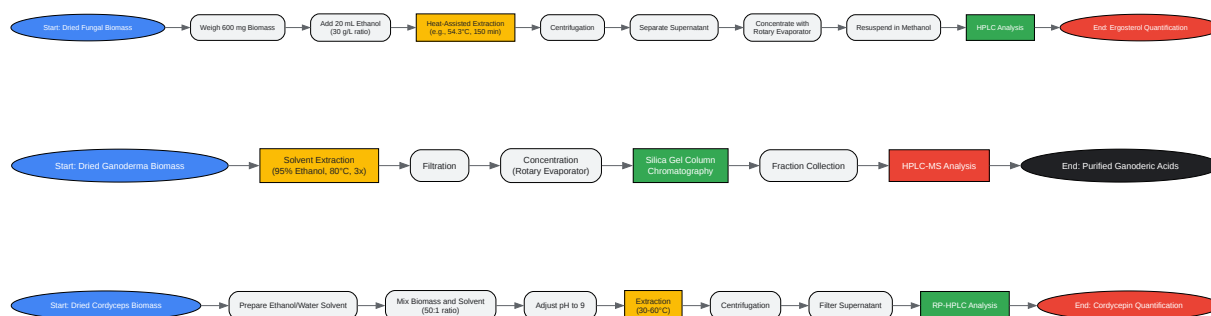 Start: Dried Fungal Biomass
Weigh 600 mg Biomass
Add 20 mL Ethanol
(30 g/L ratio)
Heat-Assisted Extraction
(e.g., 54.3°C, 150 min)
Centrifugation
Separate Supernatant
Concentrate with
Rotary Evaporator
Resuspend in Methanol
HPLC Analysis
End: Ergosterol Quantification
Start: Dried Ganoderma Biomass
Solvent Extraction
(95% Ethanol, 80°C, 3x)
Filtration
Concentration
(Rotary Evaporator)
Silica Gel Column
Chromatography
Fraction Collection
HPLC-MS Analysis
End: Purified Ganoderic Acids
Start: Dried Cordyceps Biomass
Prepare Ethanol/Water Solvent
Mix Biomass and Solvent
(50:1 ratio)
Adjust pH to 9
Extraction
(30-60°C)
Centrifugation
Filter Supernatant
RP-HPLC Analysis
End: Cordycepin Quantification